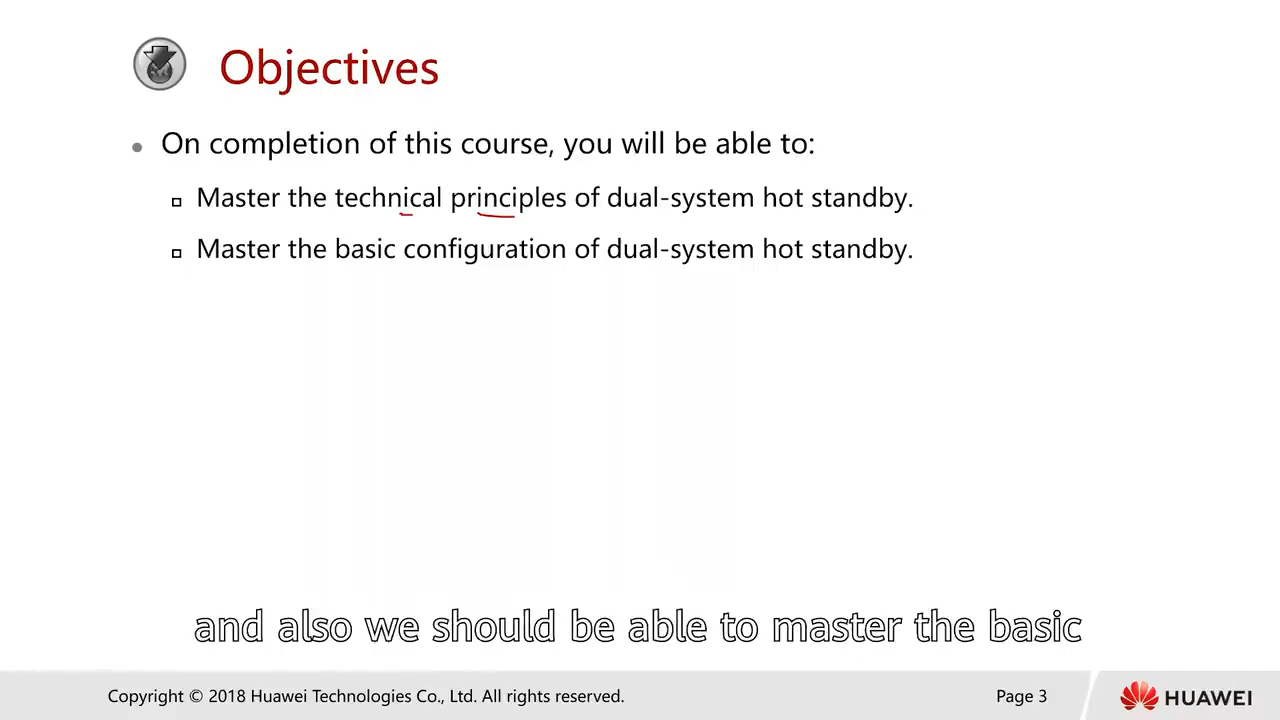 Objectives
On completion of this course, you will be able to:
Master the technical principles of dual-system hot standby.
Master the basic configuration of dual-system hot standby.
and also we should be able to master the basic
Copyright © 2018 Huawei Technologies Co., Ltd. All rights reserved.
Page 3
HUAWEI